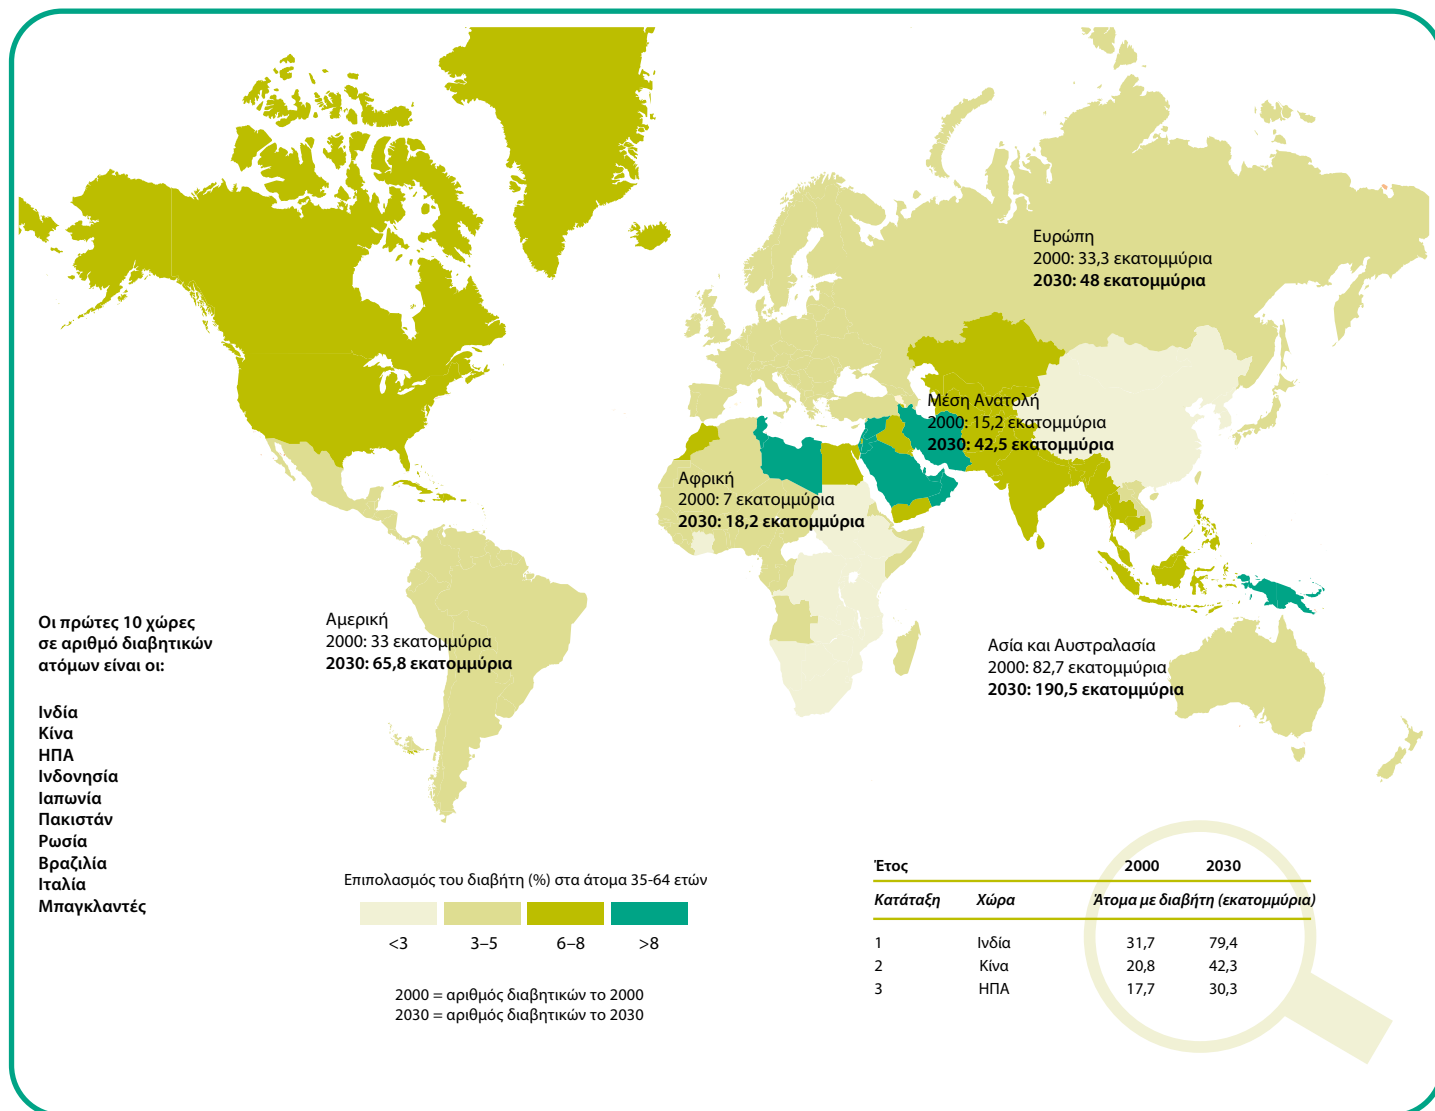 Ευρώπη
2000: 33,3 εκατομμύρια
2030: 48 εκατομμύρια
Μέση Ανατολή
2000: 15,2 εκατομμύρια
2030: 42,5 εκατομμύρια
Αφρική
2000: 7 εκατομμύρια
2030: 18,2 εκατομμύρια
Αμερική
2000: 33 εκατομμύρια
2030: 65,8 εκατομμύρια
Ασία και Αυστραλασία
2000: 82,7 εκατομμύρια
2030: 190,5 εκατομμύρια
Οι πρώτες 10 χώρες
σε αριθμό διαβητικών
ατόμων είναι οι:
Ινδία
Κίνα
ΗΠΑ
Ινδονησία
Ιαπωνία
Πακιστάν
Ρωσία
Βραζιλία
Ιταλία
Μπαγκλαντές
Επιπολασμός του διαβήτη (%) στα άτομα 35-64 ετών
<3 3–5 6–8 >8
2000 = αριθμός διαβητικών το 2000
2030 = αριθμός διαβητικών το 2030
Έτος 2000 2030
Κατάταξη Χώρα Άτομα με διαβήτη (εκατομμύρια)
1 Ινδία 31,7 79,4
2 Κίνα 20,8 42,3
3 ΗΠΑ 17,7 30,3